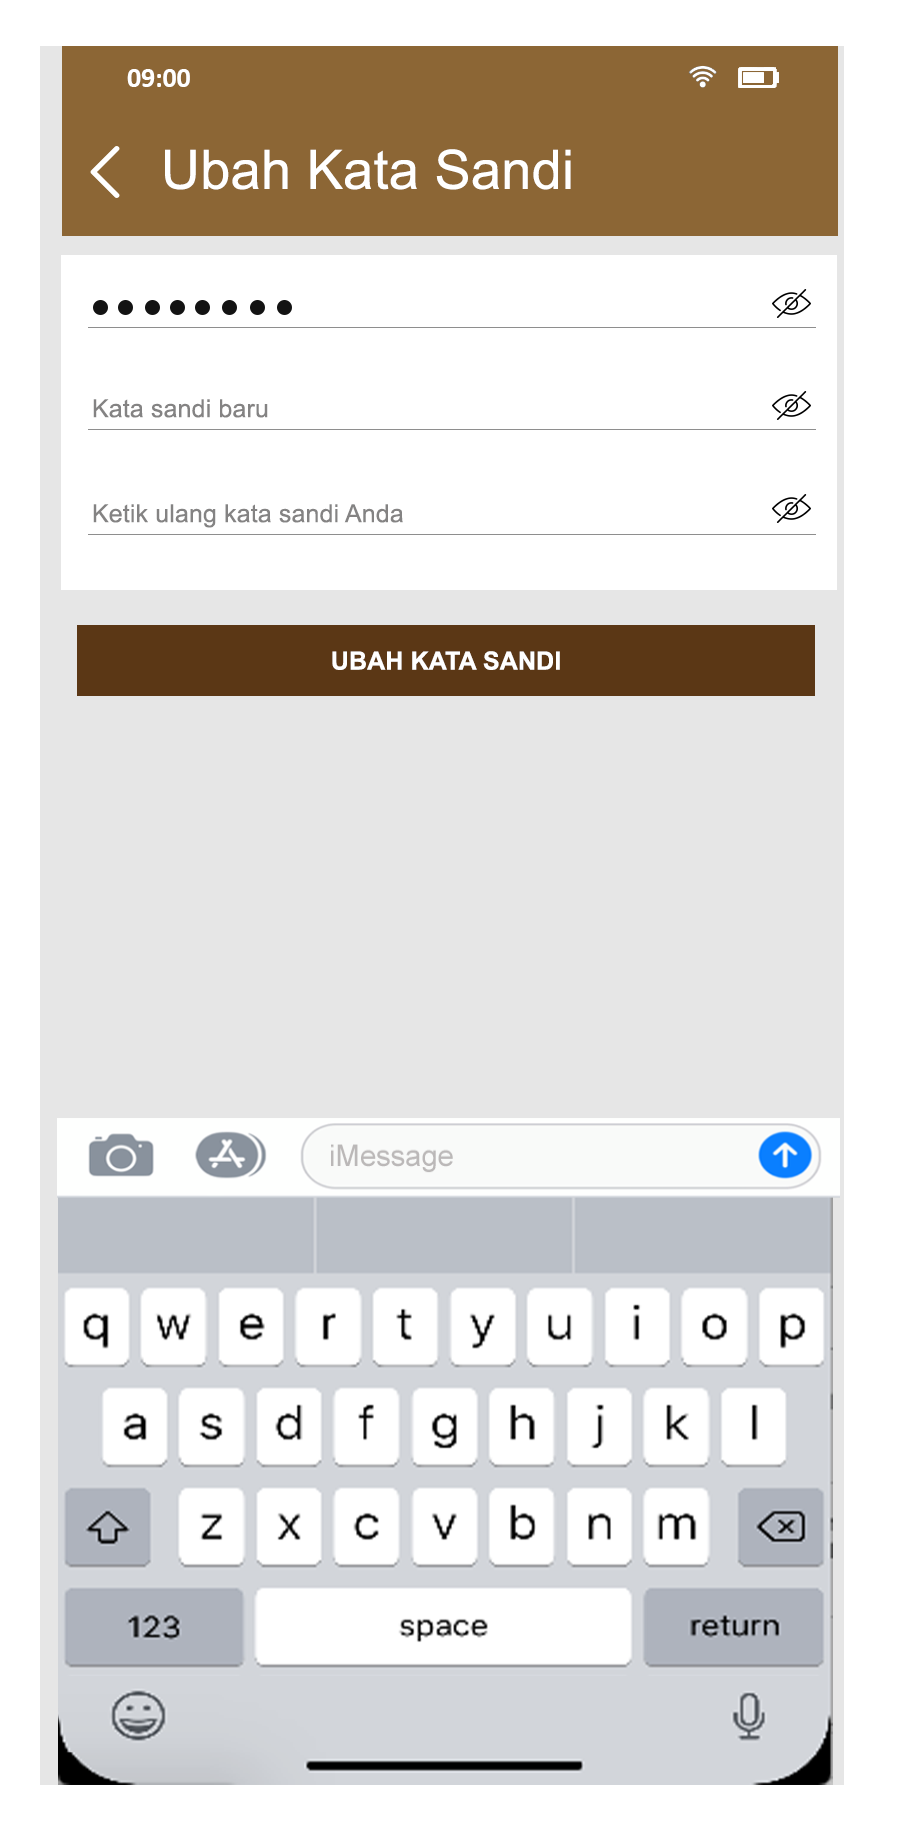 09:00
Ubah Kata Sandi
Kata sandi baru
Ketik ulang kata sandi Anda
UBAH KATA SANDI
iMessage
q w e r t y u i o p
a s d f g h j k l
z x c v b n m
123 space return